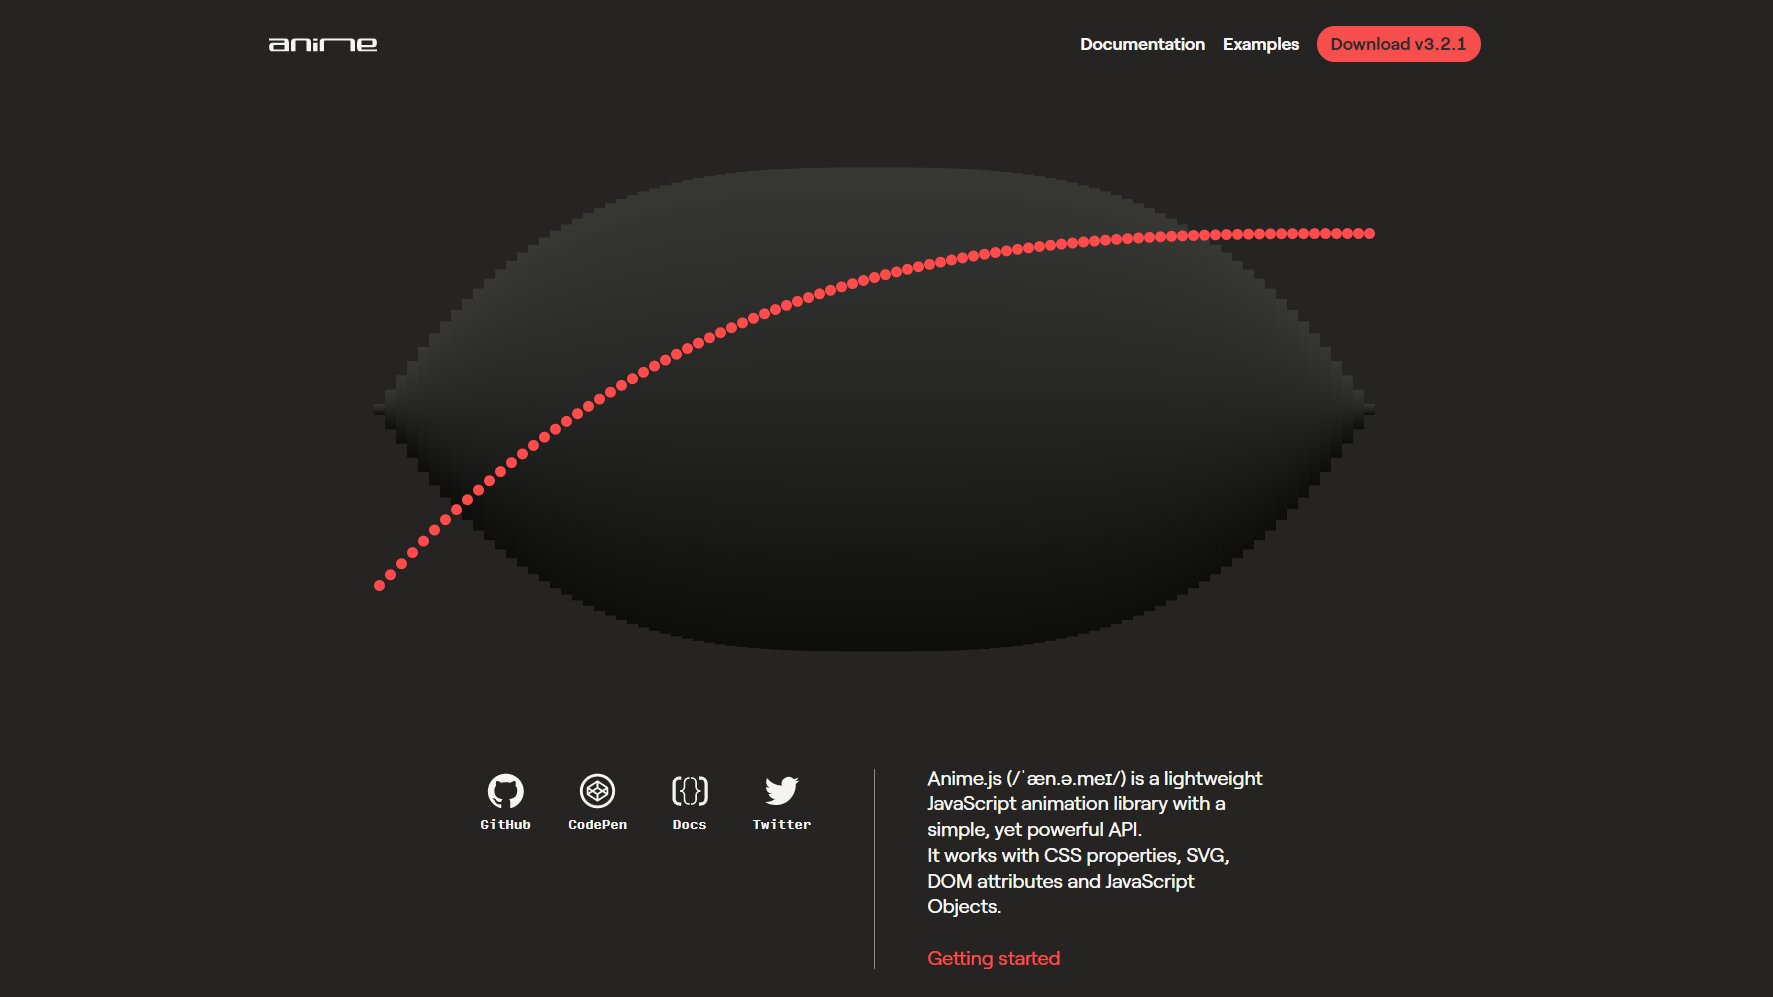 anime
Documentation Examples Download v3.2.1
GitHub CodePen Docs Twitter
Anime.js (/ˈæn.ə.meɪ/) is a lightweight
JavaScript animation library with a
simple, yet powerful API.
It works with CSS properties, SVG,
DOM attributes and JavaScript
Objects.
Getting started